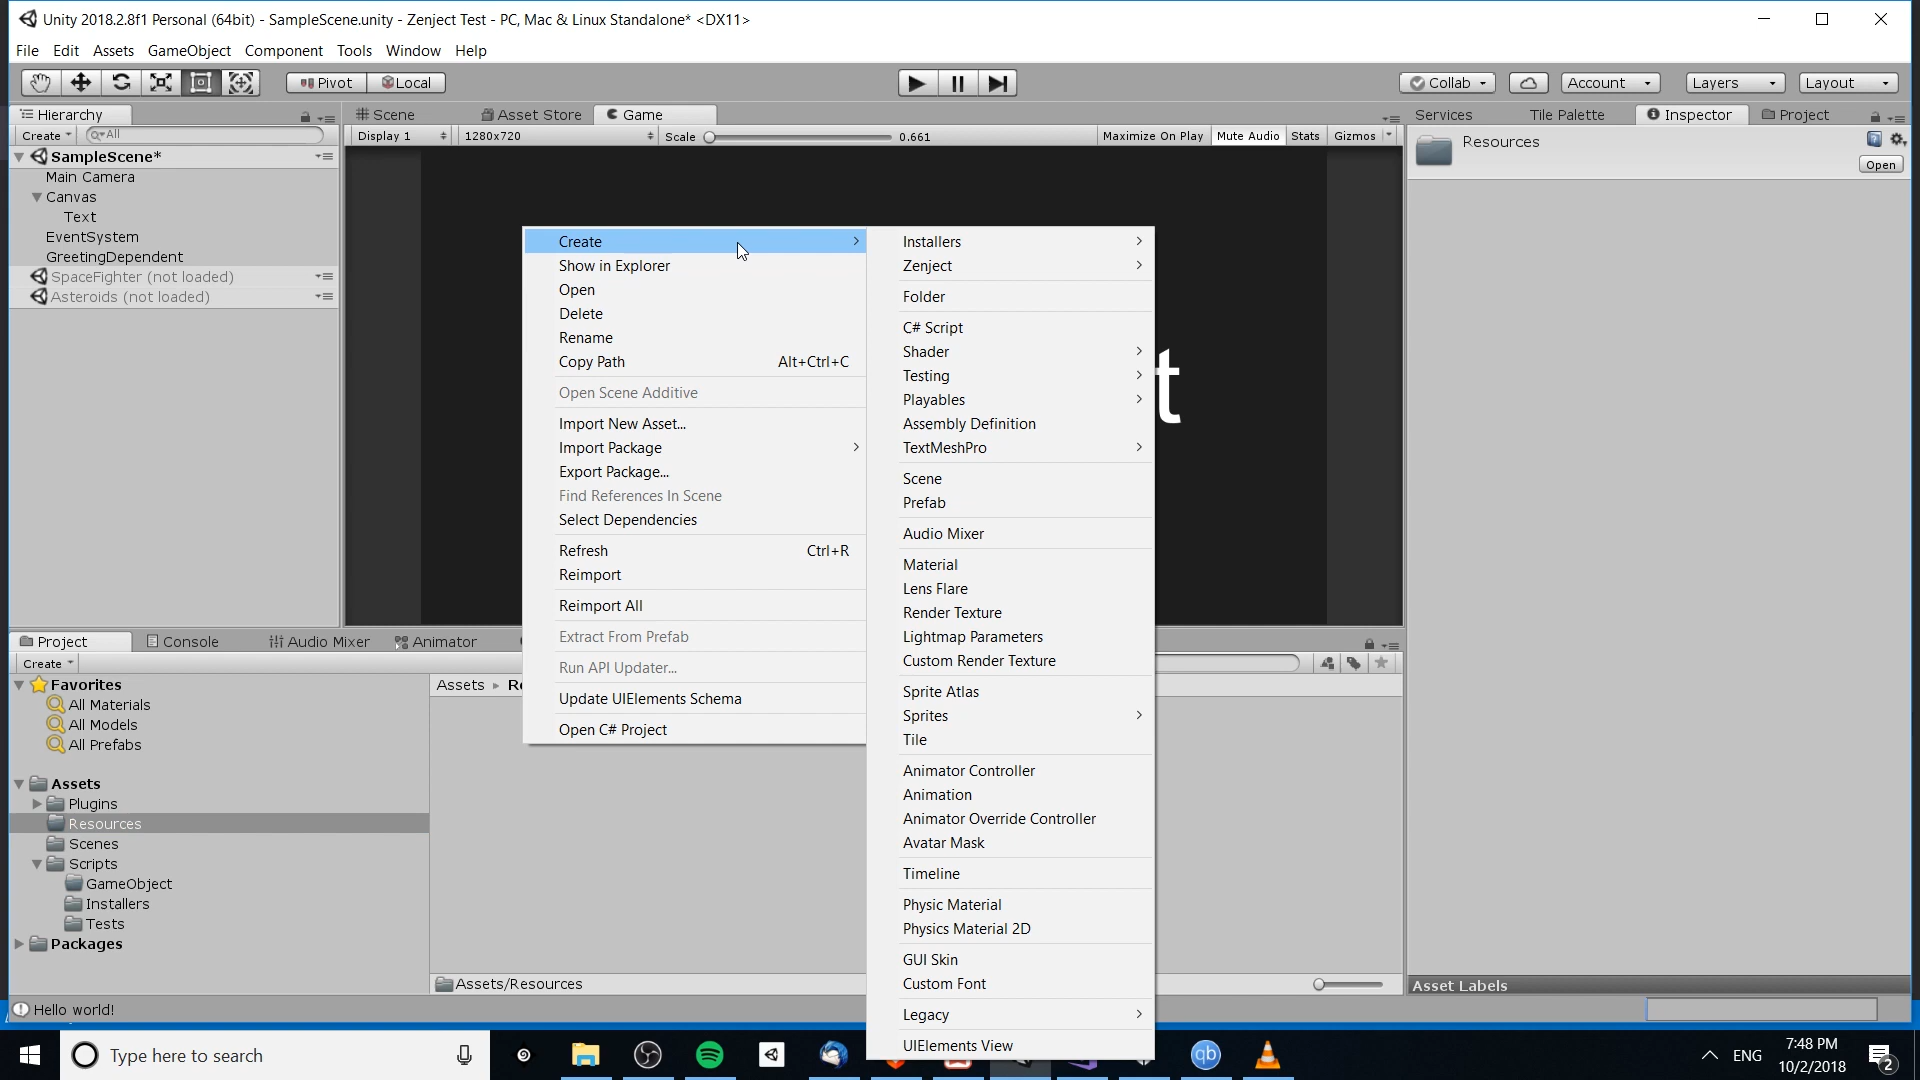 Unity 2018.2.8f1 Personal (64bit) - SampleScene.unity - Zenject Test - PC, Mac & Linux Standalone* <DX11>
File Edit Assets GameObject Component Tools Window Help
Pivot Local Collab Account Layers Layout
Hierarchy
Create All
SampleScene*
Main Camera
Canvas
Text
EventSystem
GreetingDependent
SpaceFighter (not loaded)
Asteroids (not loaded)
Scene Asset Store Game
Display 1 1280x720 Scale 0.661 Maximize On Play Mute Audio Stats Gizmos
t
Services Tile Palette Inspector Project
Resources
Open
Create
Show in Explorer
Open
Delete
Rename
Copy Path Alt+Ctrl+C
Open Scene Additive
Import New Asset...
Import Package
Export Package...
Find References In Scene
Select Dependencies
Refresh Ctrl+R
Reimport
Reimport All
Extract From Prefab
Run API Updater...
Update UIElements Schema
Open C# Project
Installers
Zenject
Folder
C# Script
Shader
Testing
Playables
Assembly Definition
TextMeshPro
Scene
Prefab
Audio Mixer
Material
Lens Flare
Render Texture
Lightmap Parameters
Custom Render Texture
Sprite Atlas
Sprites
Tile
Animator Controller
Animation
Animator Override Controller
Avatar Mask
Timeline
Physic Material
Physics Material 2D
GUI Skin
Custom Font
Legacy
UIElements View
Project Console Audio Mixer Animator
Create
Favorites
All Materials
All Models
All Prefabs
Assets
Plugins
Resources
Scenes
Scripts
GameObject
Installers
Tests
Packages
Assets ▸ Re
Assets/Resources
Asset Labels
Hello world!
Type here to search
qb
ENG
7:48 PM
10/2/2018
2